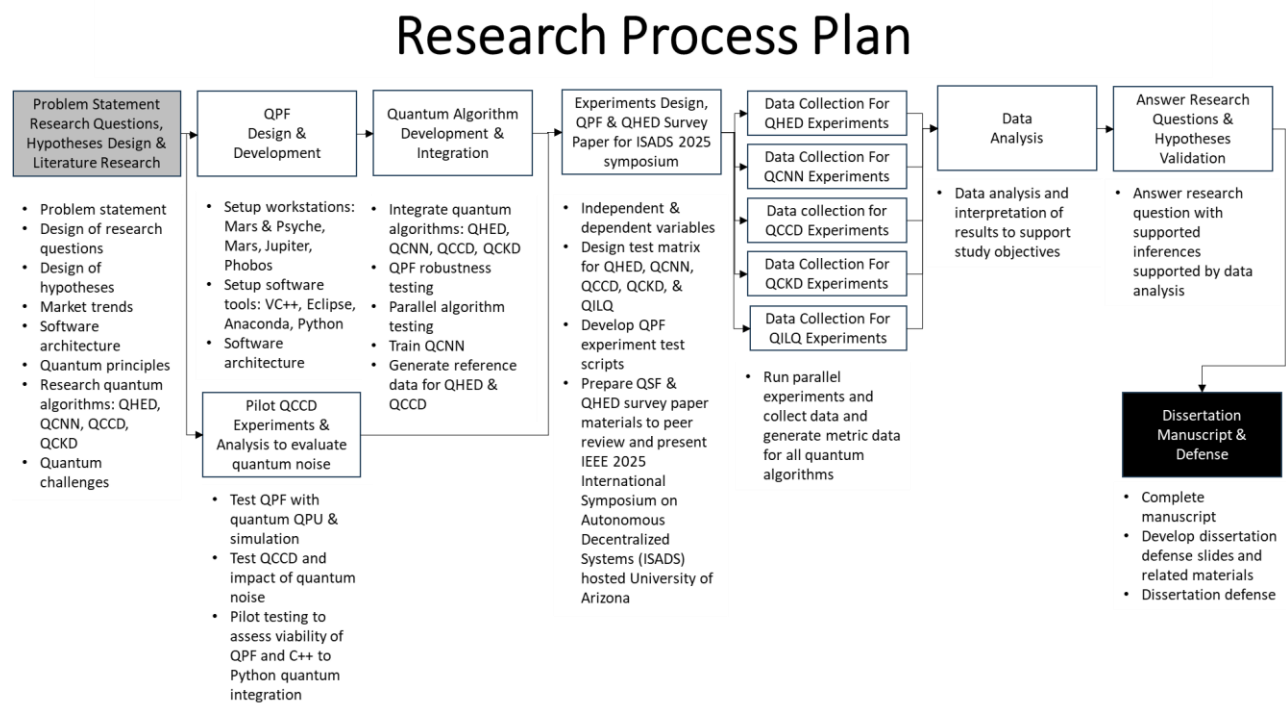 Research Process Plan
Problem Statement
Research Questions,
Hypotheses Design &
Literature Research
• Problem statement
• Design of research
questions
• Design of
hypotheses
• Market trends
• Software
architecture
• Quantum principles
• Research quantum
algorithms: QHED,
QCNN, QCCD,
QCKD
• Quantum
challenges
QPF
Design &
Development
• Setup workstations:
Mars & Psyche,
Mars, Jupiter,
Phobos
• Setup software
tools: VC++, Eclipse,
Anaconda, Python
• Software
architecture
Pilot QCCD
Experiments &
Analysis to evaluate
quantum noise
• Test QPF with
quantum QPU &
simulation
• Test QCCD and
impact of quantum
noise
• Pilot testing to
assess viability of
QPF and C++ to
Python quantum
integration
Quantum Algorithm
Development &
Integration
• Integrate quantum
algorithms: QHED,
QCNN, QCCD, QCKD
• QPF robustness
testing
• Parallel algorithm
testing
• Train QCNN
• Generate reference
data for QHED &
QCCD
Experiments Design,
QPF & QHED Survey
Paper for ISADS 2025
symposium
• Independent &
dependent variables
• Design test matrix
for QHED, QCNN,
QCCD, QCKD, &
QILQ
• Develop QPF
experiment test
scripts
• Prepare QSF &
QHED survey paper
materials to peer
review and present
IEEE 2025
International
Symposium on
Autonomous
Decentralized
Systems (ISADS)
hosted University of
Arizona
Data Collection For
QHED Experiments
Data Collection For
QCNN Experiments
Data collection for
QCCD Experiments
Data Collection For
QCKD Experiments
Data Collection For
QILQ Experiments
• Run parallel
experiments and
collect data and
generate metric data
for all quantum
algorithms
Data
Analysis
• Data analysis and
interpretation of
results to support
study objectives
Answer Research
Questions &
Hypotheses
Validation
• Answer research
question with
supported
inferences
supported by data
analysis
Dissertation
Manuscript &
Defense
• Complete
manuscript
• Develop dissertation
defense slides and
related materials
• Dissertation defense